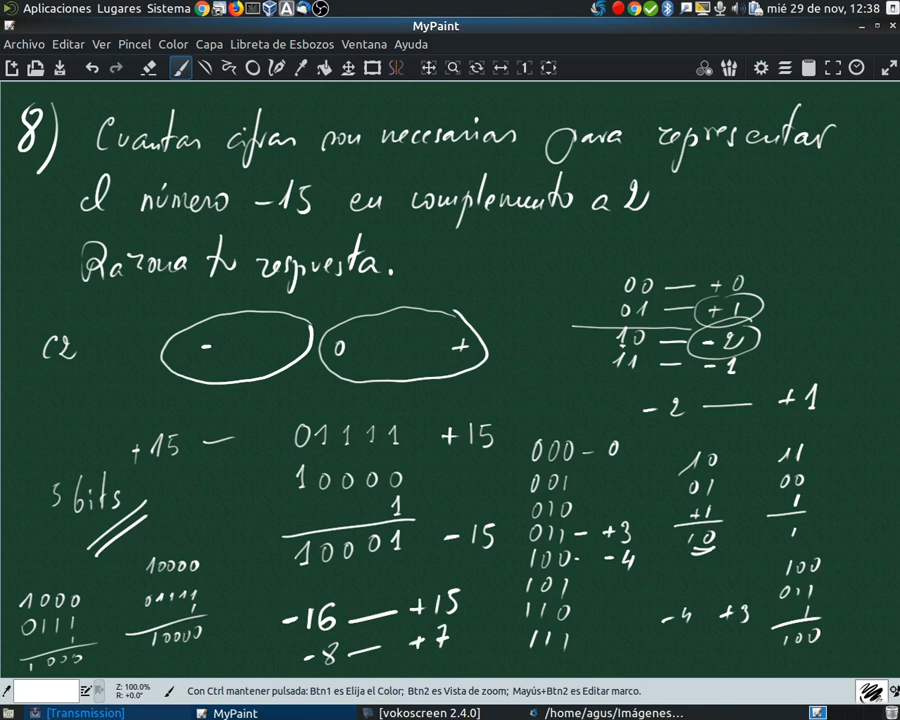 Aplicaciones Lugares Sistema mié 29 de nov, 12:38
MyPaint
Archivo Editar Ver Pincel Color Capa Libreta de Esbozos Ventana Ayuda
8) Cuantas cifras son necesarias para representar
el número -15 en complemento a 2
Razona tu respuesta.
00 — +0
01 — +1
10 — -2
11 — -1
C2 - 0 +
-2 — +1
+15 — 01111 +15
10000
1
10001 -15
5 bits
000 - 0
001
010
011 - +3
100 - -4
101
110
111
10
01
+1
10
11
00
1
1
100
011
1
100
-4 +3
1000
0111
1
1000
10000
01111
1
10000
-16 — +15
-8 — +7
Z: 100.0%
R: +0.0°
Con Ctrl mantener pulsada: Btn1 es Elija el Color; Btn2 es Vista de zoom; Mayús+Btn2 es Editar marco.
[Transmission] MyPaint [vokoscreen 2.4.0] /home/agus/Imágenes...